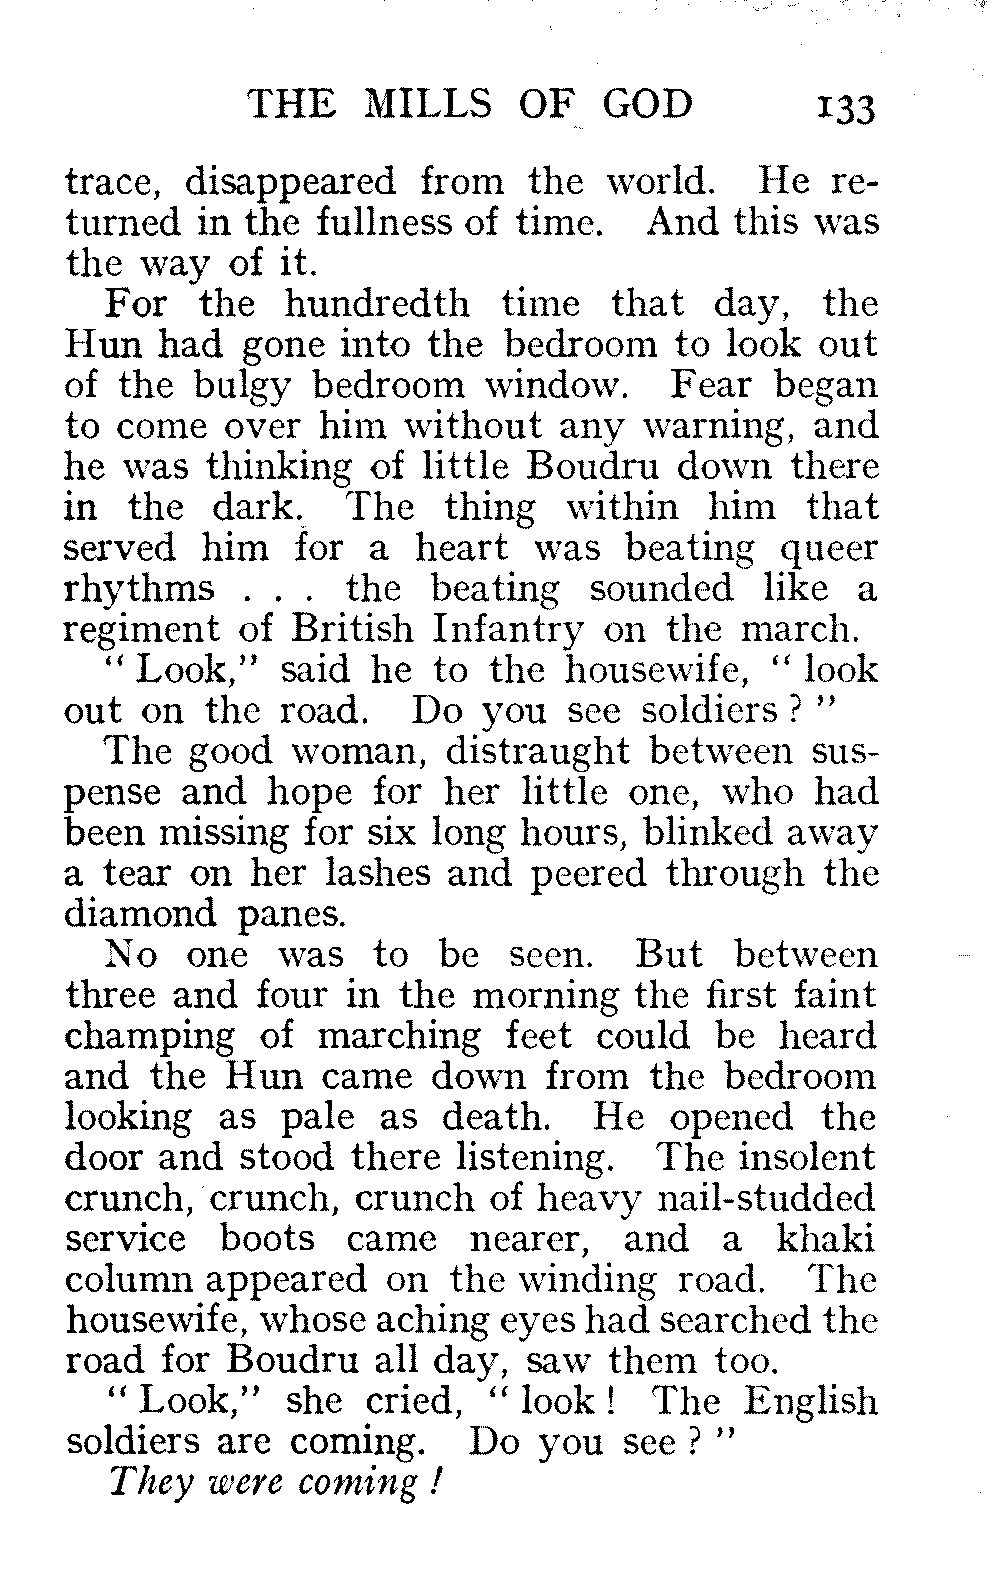 THE MILLS OF GOD 133
trace, disappeared from the world. He re-
turned in the fullness of time. And this was
the way of it.
For the hundredth time that day, the
Hun had gone into the bedroom to look out
of the bulgy bedroom window. Fear began
to come over him without any warning, and
he was thinking of little Boudru down there
in the dark. The thing within him that
served him for a heart was beating queer
rhythms . . . the beating sounded like a
regiment of British Infantry on the march.
" Look," said he to the housewife, " look
out on the road. Do you see soldiers ? "
The good woman, distraught between sus-
pense and hope for her little one, who had
been missing for six long hours, blinked away
a tear on her lashes and peered through the
diamond panes.
No one was to be seen. But between
three and four in the morning the first faint
champing of marching feet could be heard
and the Hun came down from the bedroom
looking as pale as death. He opened the
door and stood there listening. The insolent
crunch, crunch, crunch of heavy nail-studded
service boots came nearer, and a khaki
column appeared on the winding road. The
housewife, whose aching eyes had searched the
road for Boudru all day, saw them too.
" Look," she cried, " look ! The English
soldiers are coming. Do you see ? "
They were coming !